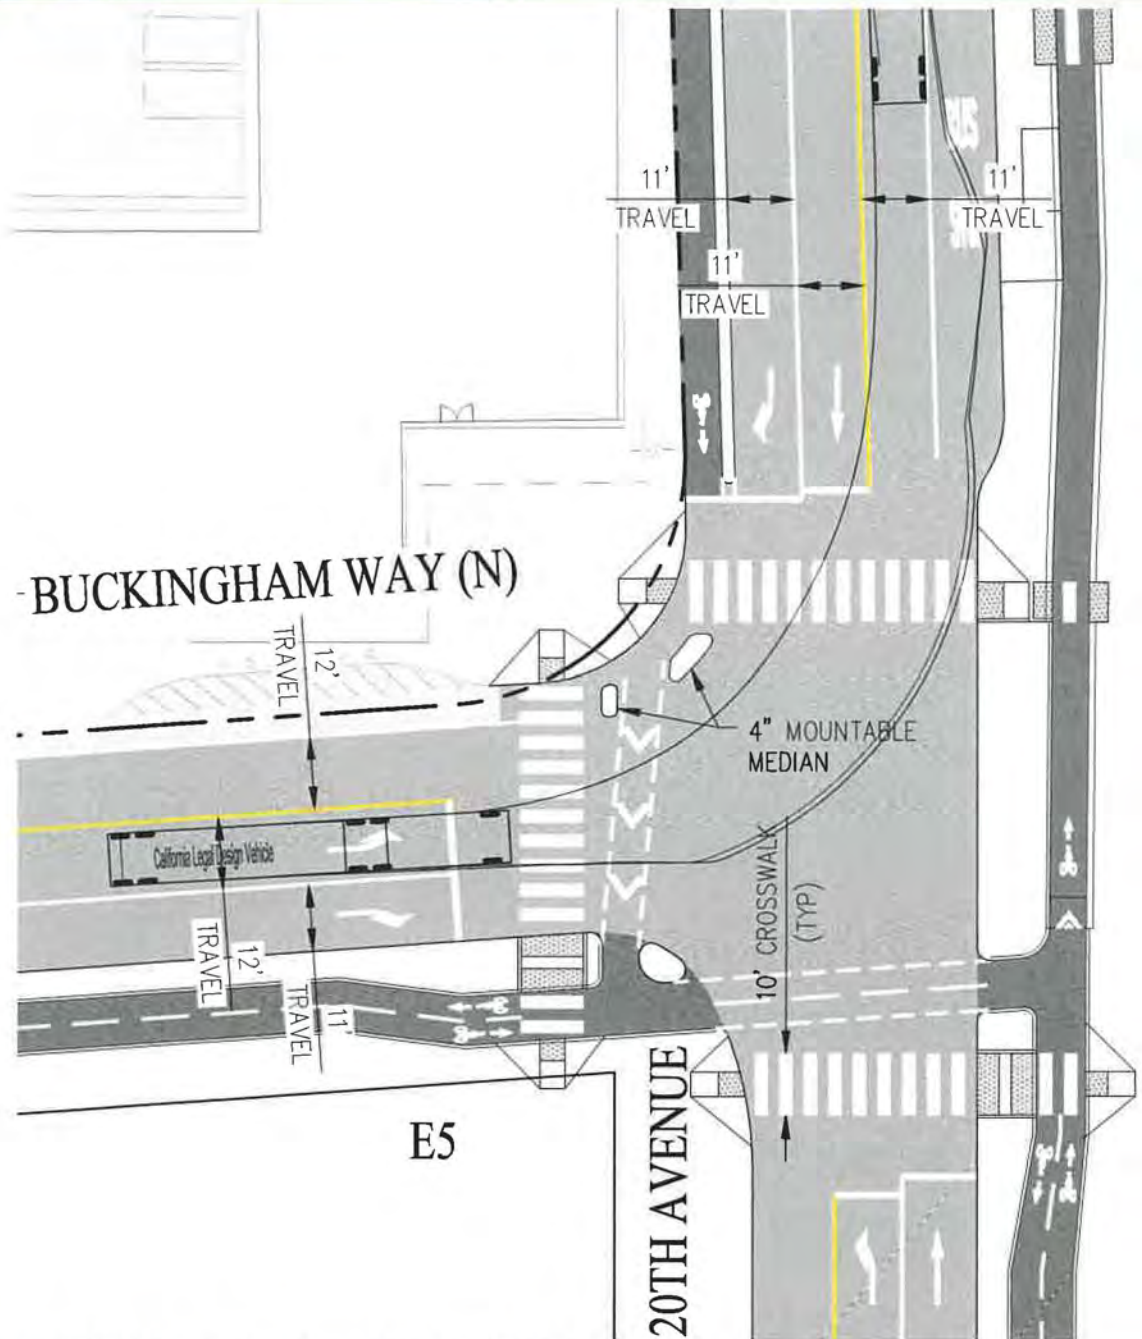 BUS
11'
TRAVEL
11'
TRAVEL
11'
TRAVEL
BUCKINGHAM WAY (N)
12'
TRAVEL
4" MOUNTABLE
MEDIAN
California Legal Design Vehicle
12'
TRAVEL
11'
TRAVEL
10' CROSSWALK
(TYP)
E5
20TH AVENUE